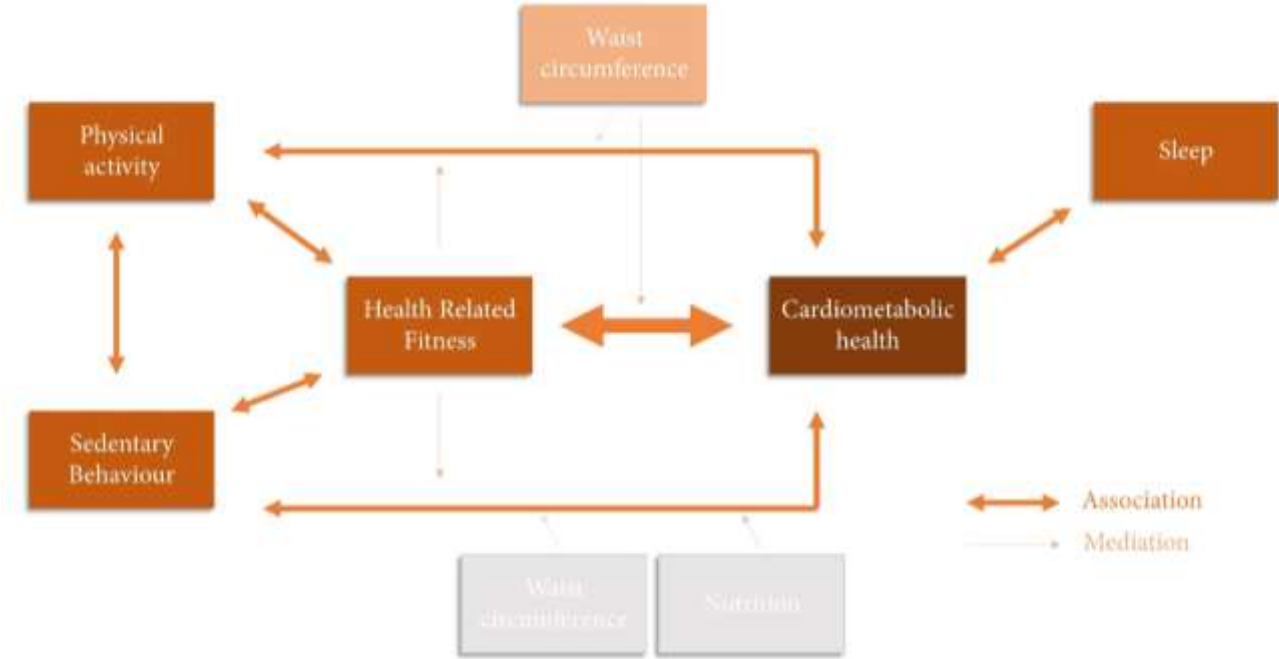 Waist
circumference
Physical
activity
Sleep
Health Related
Fitness
Cardiometabolic
health
Sedentary
Behaviour
Association
Mediation
Waist
circumference
Nutrition